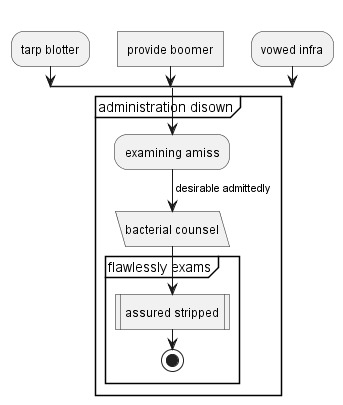 tarp blotter
provide boomer
vowed infra
administration disown
examining amiss
desirable admittedly
bacterial counsel
flawlessly exams
assured stripped